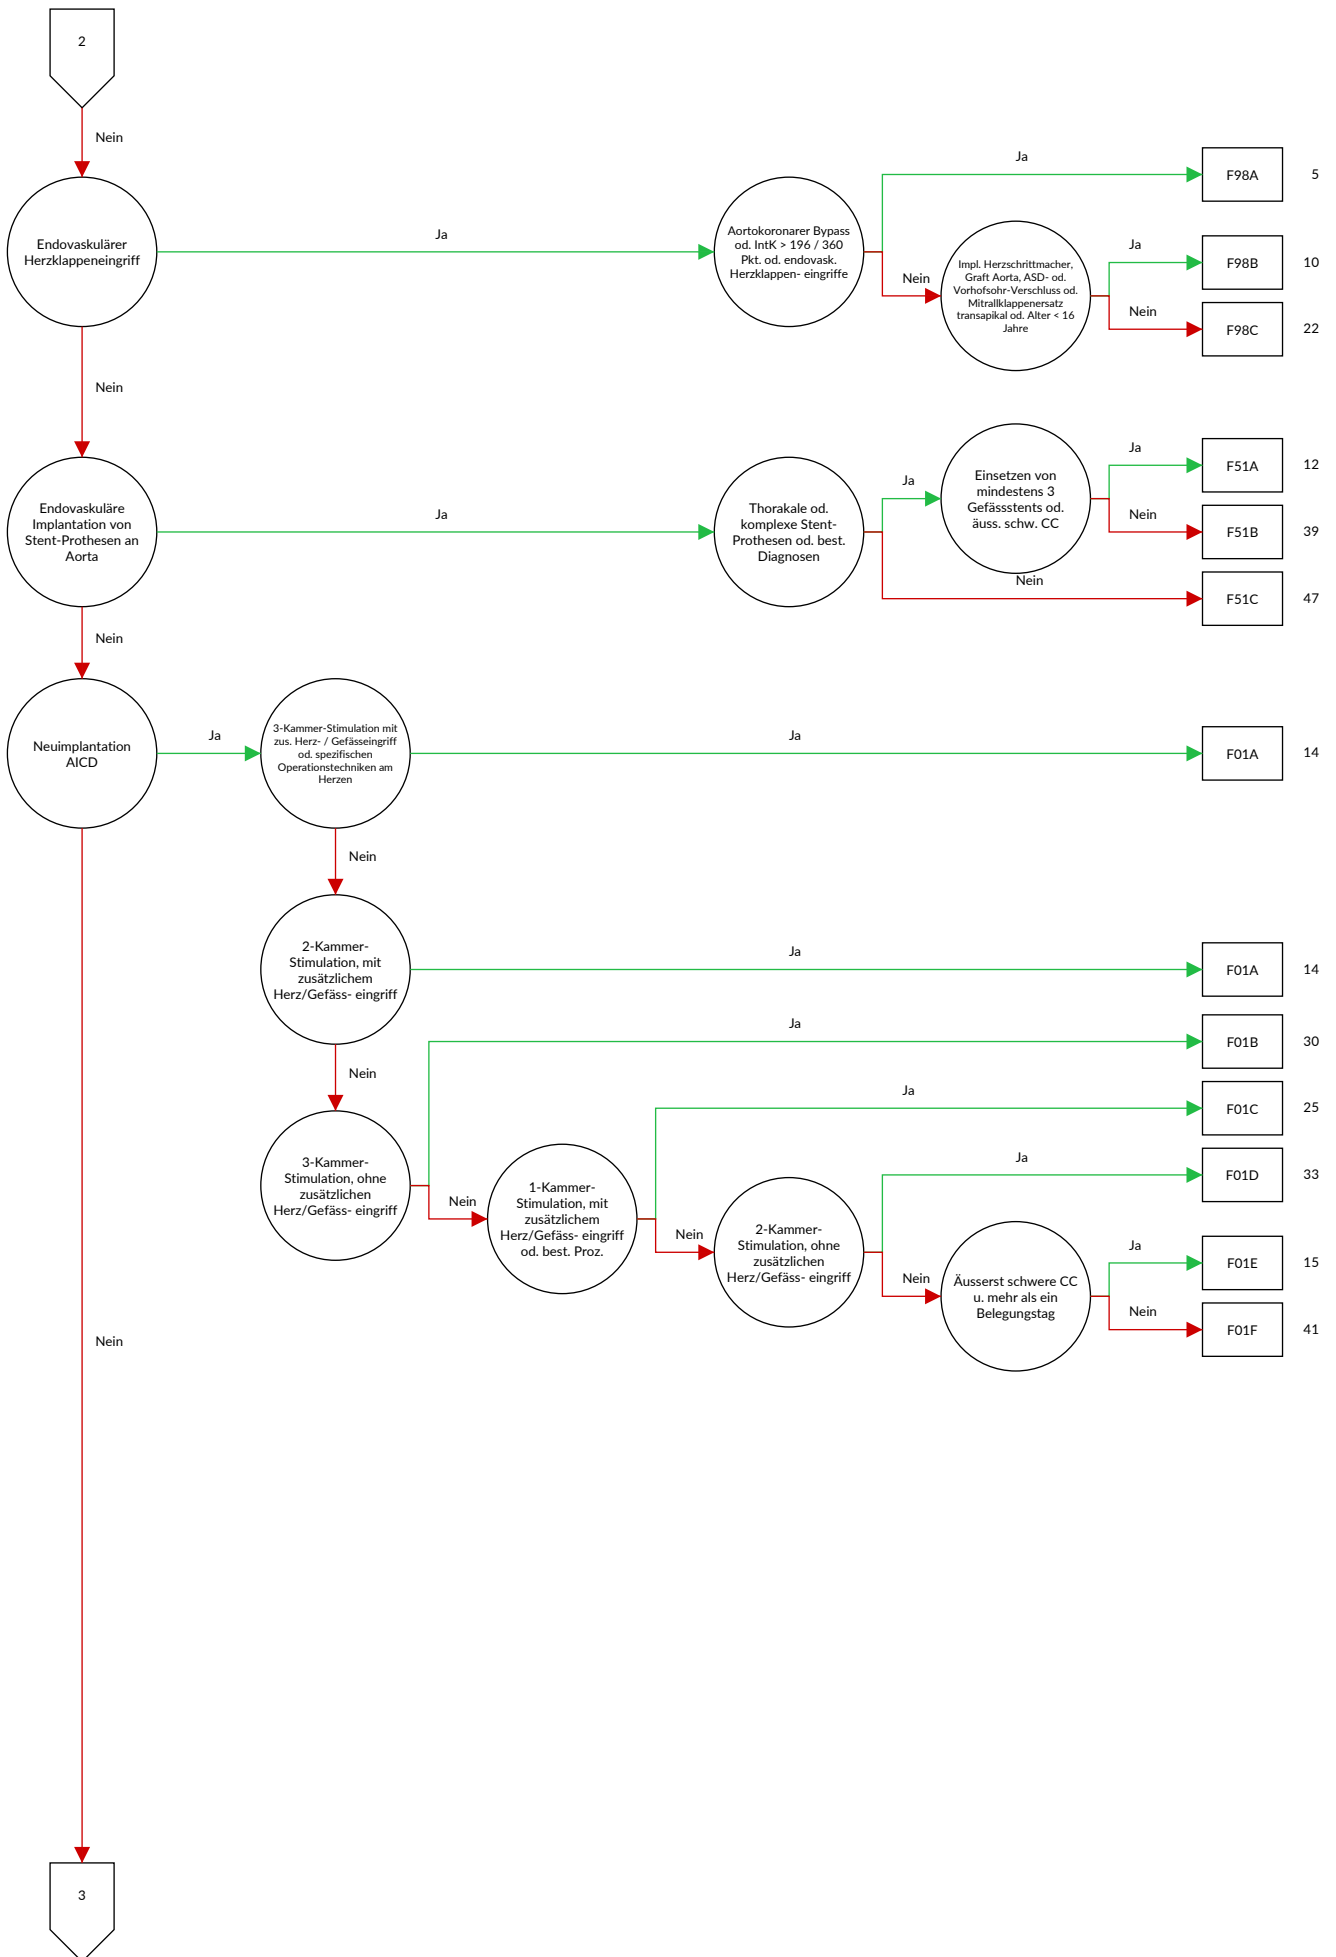 2
Nein
Endovaskulärer
Herzklappeneingriff
Ja
Aortokoronarer Bypass
od. IntK > 196 / 360
Pkt. od. endovask.
Herzklappen- eingriffe
Ja
F98A
5
Nein
Impl. Herzschrittmacher,
Graft Aorta, ASD- od.
Vorhofsohr-Verschluss od.
Mitrallklappenersatz
transapikal od. Alter < 16
Jahre
Ja
F98B
10
Nein
F98C
22
Nein
Endovaskuläre
Implantation von
Stent-Prothesen an
Aorta
Ja
Thorakale od.
komplexe Stent-
Prothesen od. best.
Diagnosen
Ja
Einsetzen von
mindestens 3
Gefässstents od.
äuss. schw. CC
Ja
F51A
12
Nein
F51B
39
Nein
F51C
47
Nein
Neuimplantation
AICD
Ja
3-Kammer-Stimulation mit
zus. Herz- / Gefässeingriff
od. spezifischen
Operationstechniken am
Herzen
Ja
F01A
14
Nein
2-Kammer-
Stimulation, mit
zusätzlichem
Herz/Gefäss- eingriff
Ja
F01A
14
Nein
3-Kammer-
Stimulation, ohne
zusätzlichen
Herz/Gefäss- eingriff
Ja
F01B
30
Nein
1-Kammer-
Stimulation, mit
zusätzlichem
Herz/Gefäss- eingriff
od. best. Proz.
Ja
F01C
25
Nein
2-Kammer-
Stimulation, ohne
zusätzlichen
Herz/Gefäss- eingriff
Ja
F01D
33
Nein
Äusserst schwere CC
u. mehr als ein
Belegungstag
Ja
F01E
15
Nein
F01F
41
Nein
3